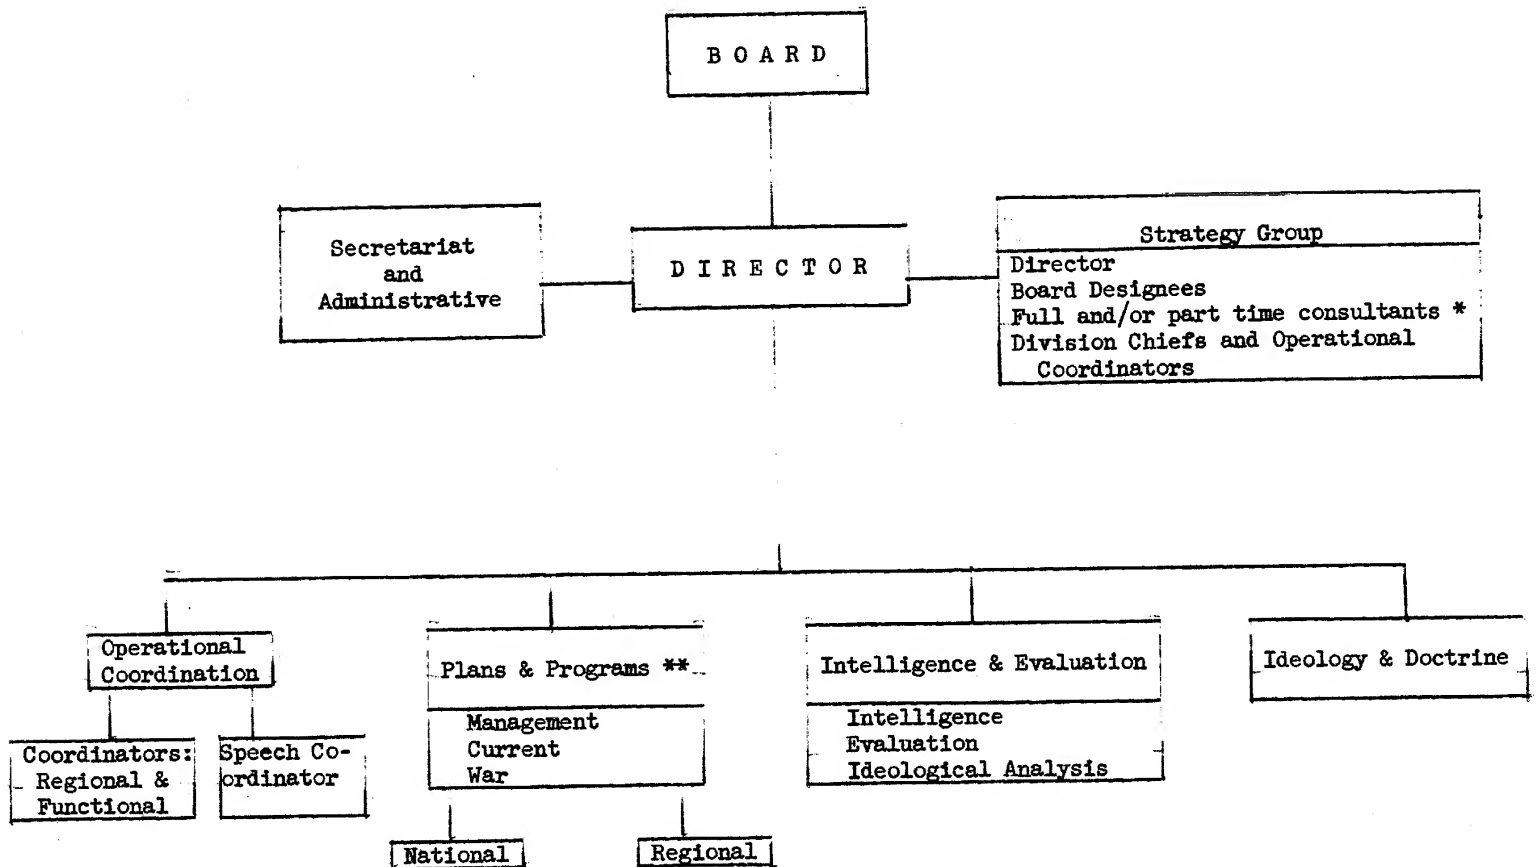 B O A R D
Secretariat
and
Administrative
D I R E C T O R
Strategy Group
Director
Board Designees
Full and/or part time consultants *
Division Chiefs and Operational
Coordinators
Operational
Coordination
Coordinators:
Regional &
Functional
Speech Co-
ordinator
Plans & Programs **
Management
Current
War
National
Regional
Intelligence & Evaluation
Intelligence
Evaluation
Ideological Analysis
Ideology & Doctrine